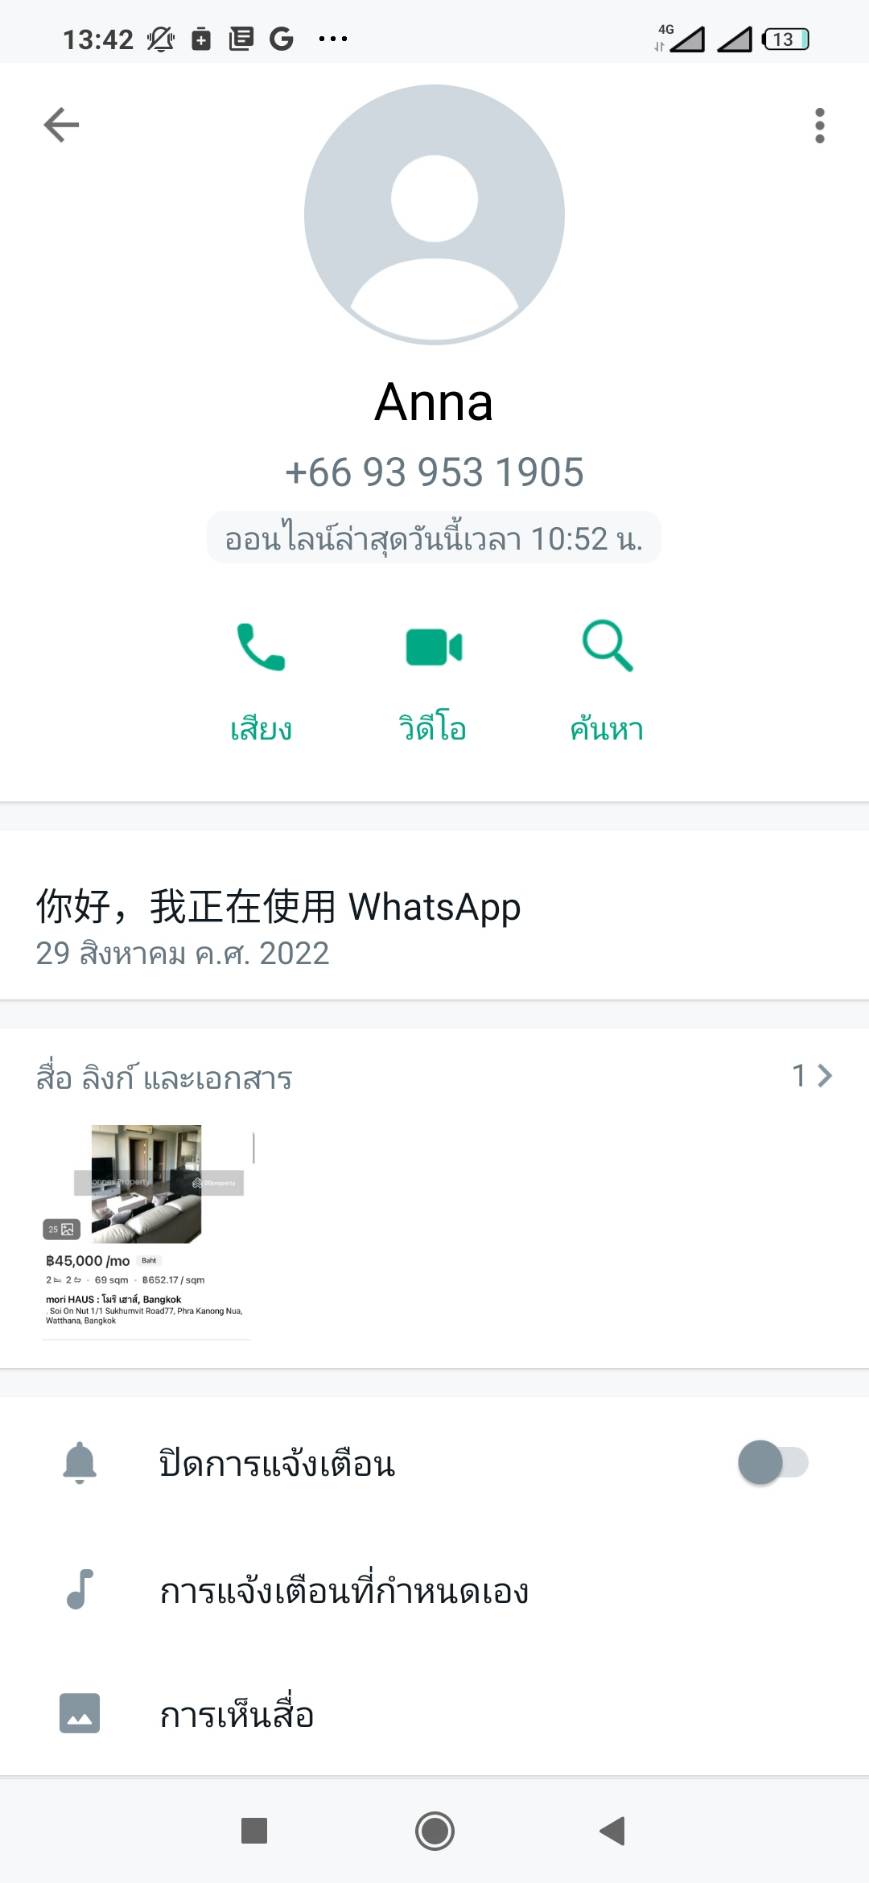 13:42
4G
13
Anna
+66 93 953 1905
ออนไลน์ล่าสุดวันนี้เวลา 10:52 น.
เสียง
วิดีโอ
ค้นหา
你好，我正在使用 WhatsApp
29 สิงหาคม ค.ศ. 2022
สื่อ ลิงก์ และเอกสาร
1
25
฿45,000 /mo Baht
2 2 · 69 sqm · ฿652.17 / sqm
mori HAUS : โมริ เฮาส์, Bangkok
Soi On Nut 1/1 Sukhumvit Road77, Phra Kanong Nua,
Watthana, Bangkok
ปิดการแจ้งเตือน
การแจ้งเตือนที่กำหนดเอง
การเห็นสื่อ